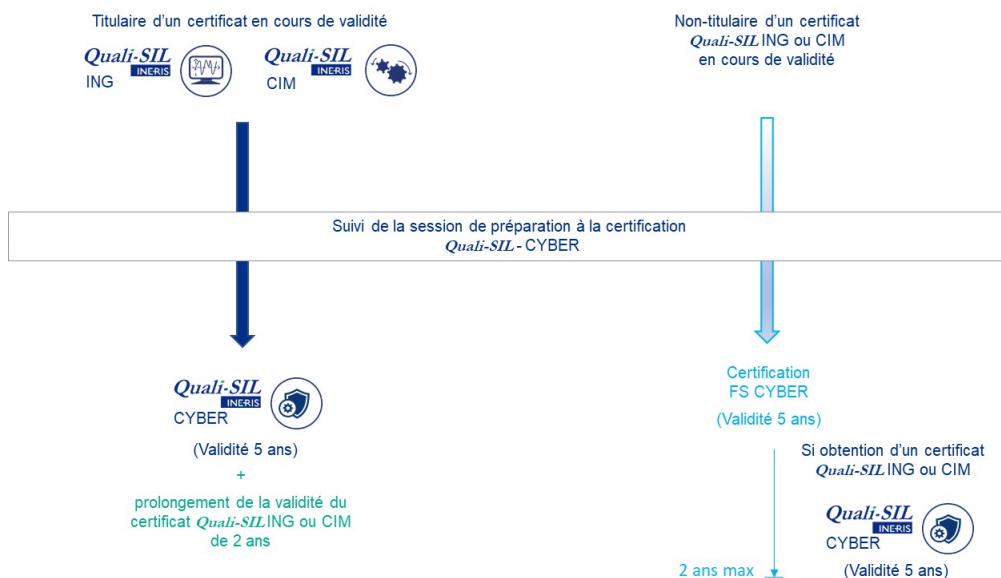 Titulaire d'un certificat en cours de validité
Quali-SIL
INERIS
ING
Quali-SIL
INERIS
CIM
Non-titulaire d'un certificat
Quali-SIL ING ou CIM
en cours de validité
Suivi de la session de préparation à la certification
Quali-SIL - CYBER
Quali-SIL
INERIS
CYBER
(Validité 5 ans)
+
prolongement de la validité du
certificat Quali-SIL ING ou CIM
de 2 ans
Certification
FS CYBER
(Validité 5 ans)
Si obtention d'un certificat
Quali-SIL ING ou CIM
Quali-SIL
INERIS
CYBER
(Validité 5 ans)
2 ans max